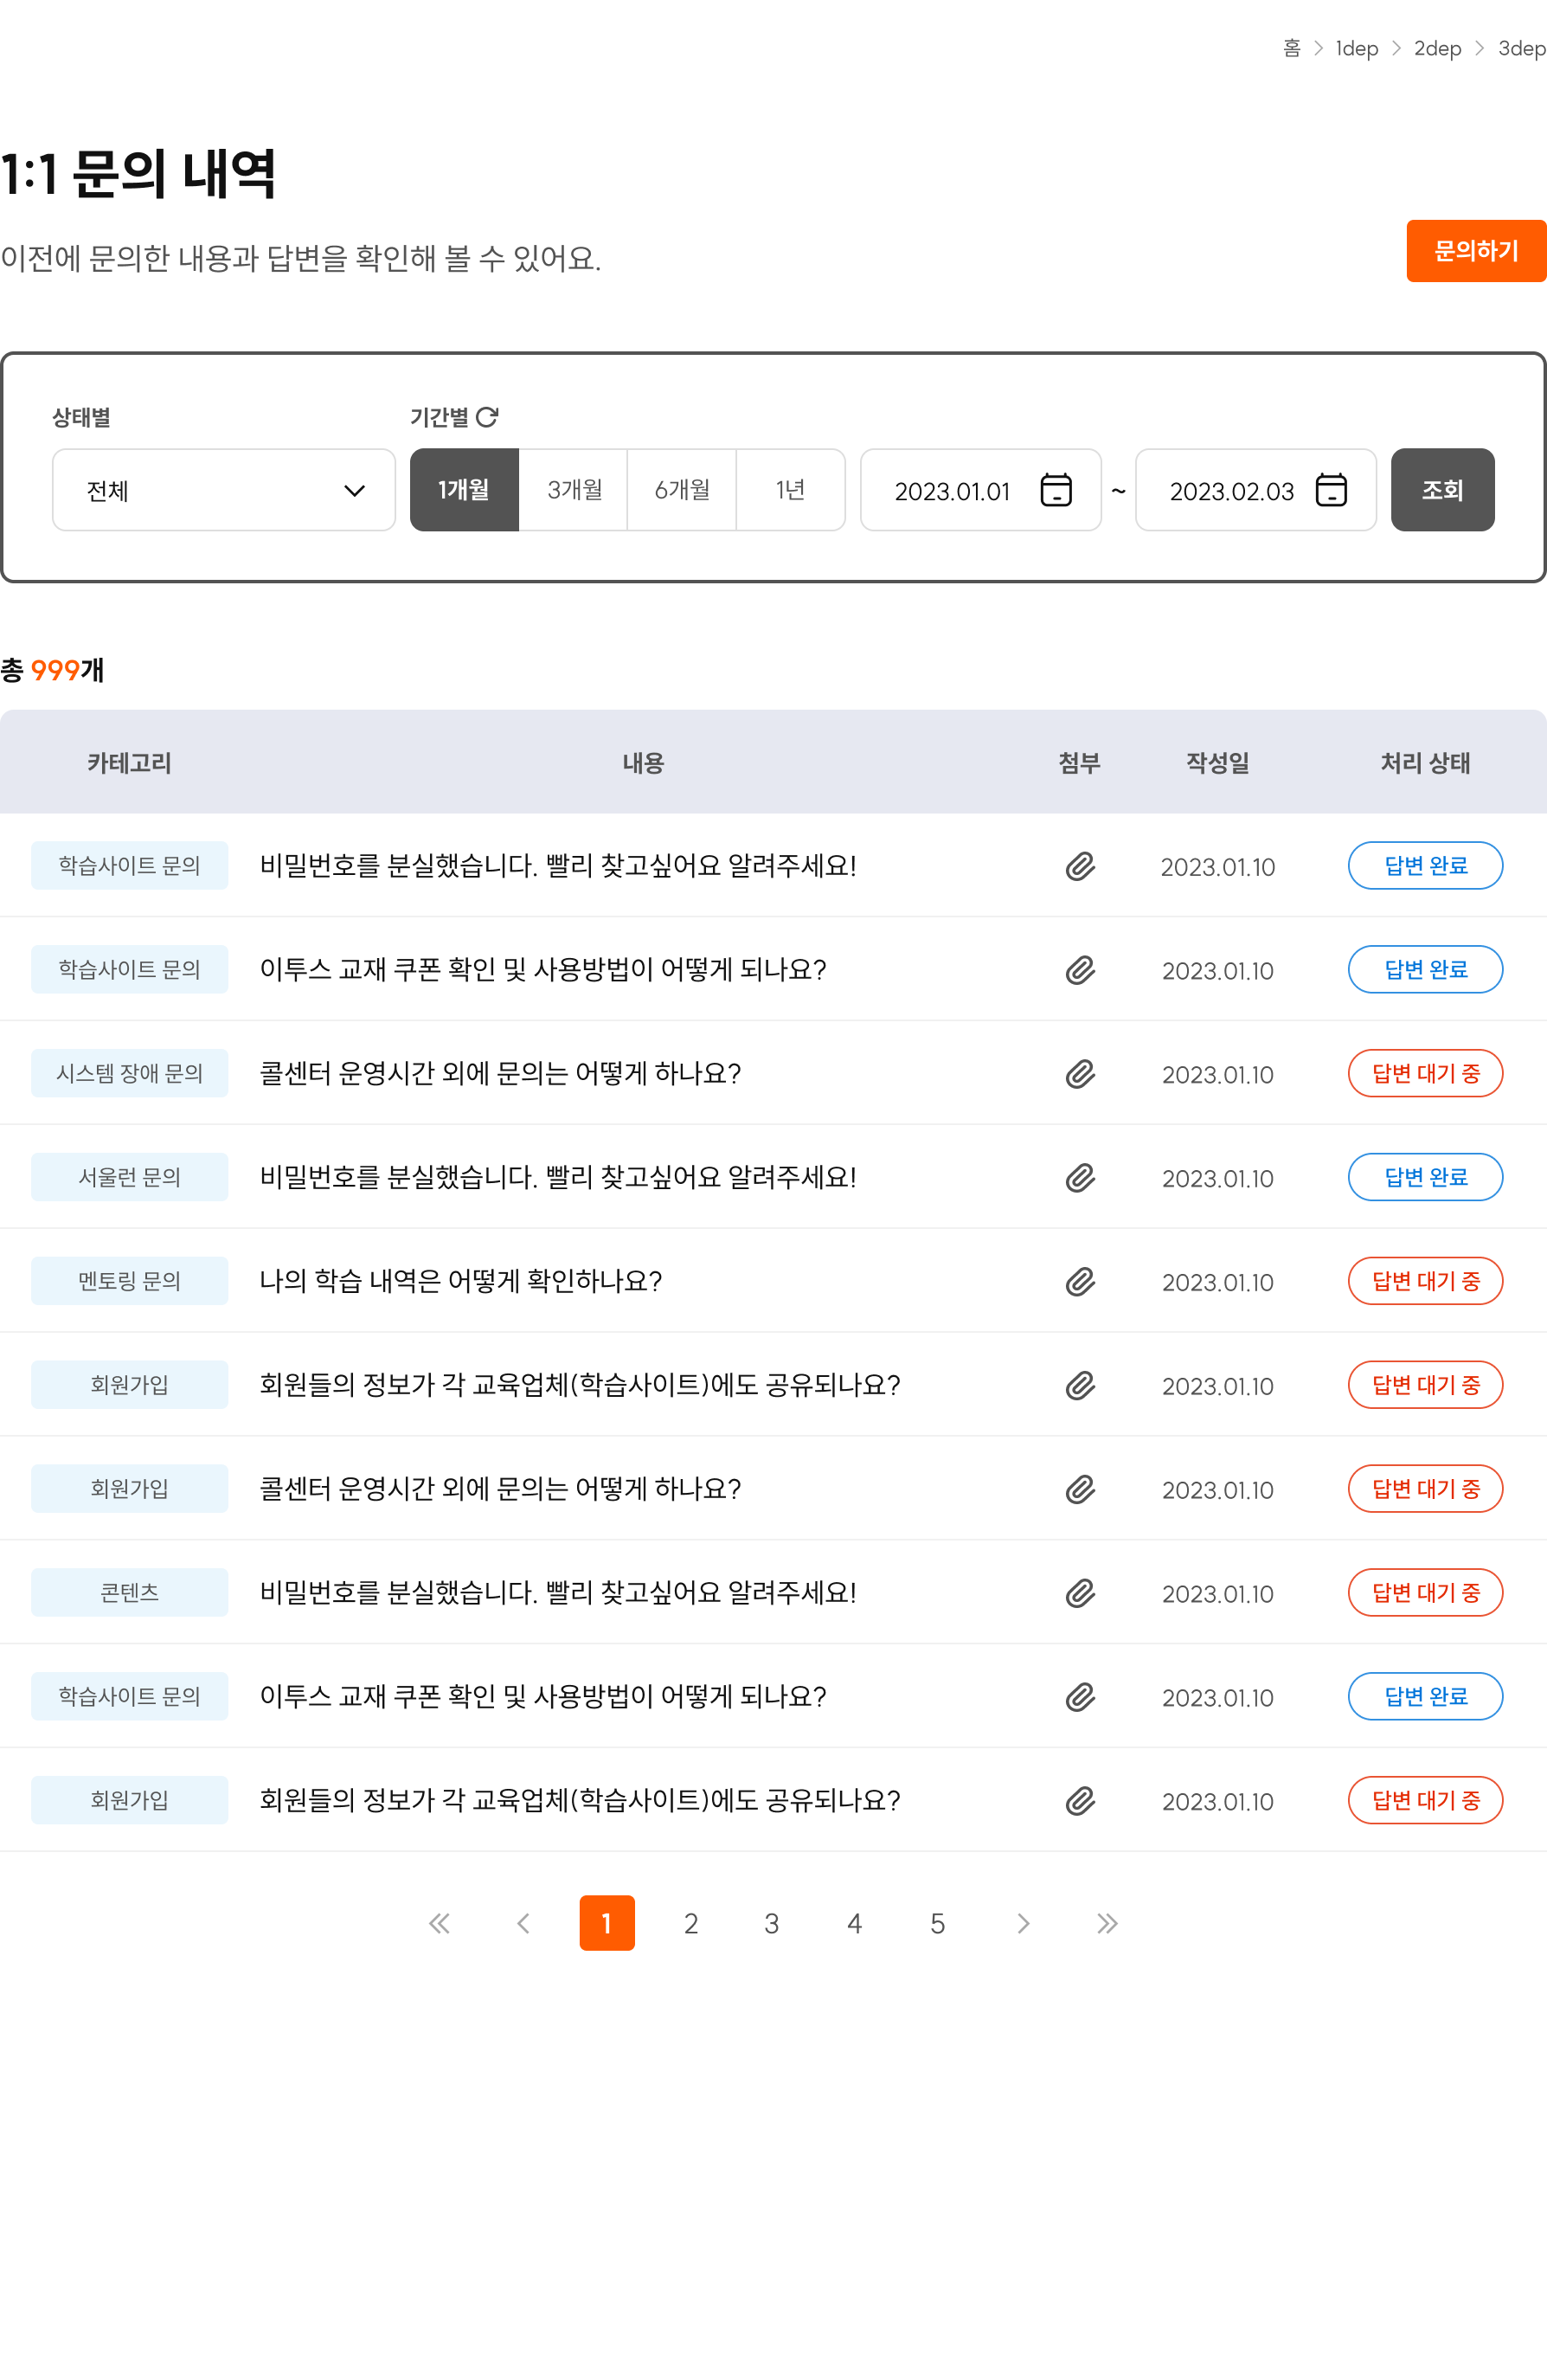 홈 > 1dep > 2dep > 3dep
1:1 문의 내역
이전에 문의한 내용과 답변을 확인해 볼 수 있어요.
문의하기
상태별 기간별
전체 1개월 3개월 6개월 1년 2023.01.01 ~ 2023.02.03 조회
총 999개
카테고리 내용 첨부 작성일 처리 상태
학습사이트 문의 비밀번호를 분실했습니다. 빨리 찾고싶어요 알려주세요! 2023.01.10 답변 완료
학습사이트 문의 이투스 교재 쿠폰 확인 및 사용방법이 어떻게 되나요? 2023.01.10 답변 완료
시스템 장애 문의 콜센터 운영시간 외에 문의는 어떻게 하나요? 2023.01.10 답변 대기 중
서울런 문의 비밀번호를 분실했습니다. 빨리 찾고싶어요 알려주세요! 2023.01.10 답변 완료
멘토링 문의 나의 학습 내역은 어떻게 확인하나요? 2023.01.10 답변 대기 중
회원가입 회원들의 정보가 각 교육업체(학습사이트)에도 공유되나요? 2023.01.10 답변 대기 중
회원가입 콜센터 운영시간 외에 문의는 어떻게 하나요? 2023.01.10 답변 대기 중
콘텐츠 비밀번호를 분실했습니다. 빨리 찾고싶어요 알려주세요! 2023.01.10 답변 대기 중
학습사이트 문의 이투스 교재 쿠폰 확인 및 사용방법이 어떻게 되나요? 2023.01.10 답변 완료
회원가입 회원들의 정보가 각 교육업체(학습사이트)에도 공유되나요? 2023.01.10 답변 대기 중
1 2 3 4 5